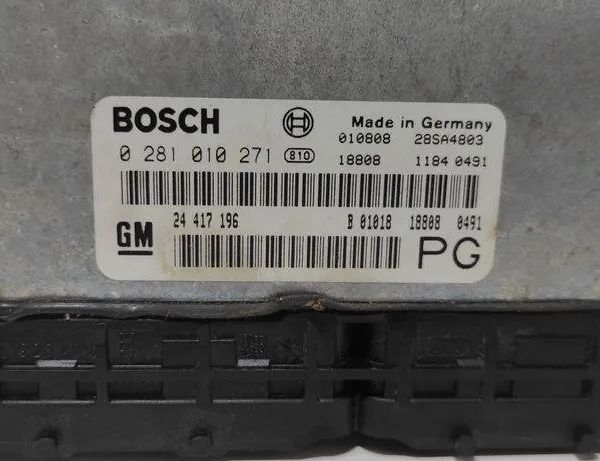 BOSCH
Made in Germany
010808 28SA4803
0 281 010 271 810
18808 1184 0491
GM
24 417 196
B 01018 18808 0491
PG